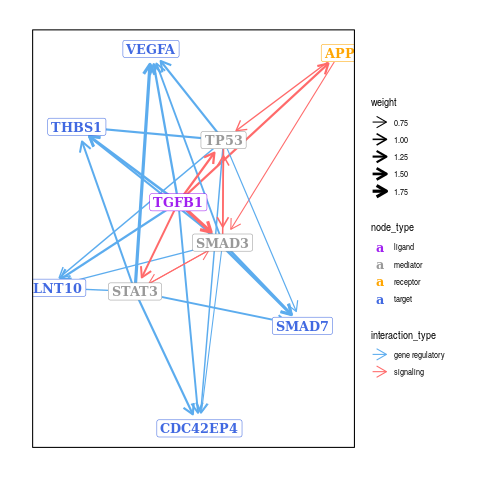 VEGFA
APP
THBS1
TP53
TGFB1
SMAD3
LNT10
STAT3
SMAD7
CDC42EP4
weight
0.75
1.00
1.25
1.50
1.75
node_type
a ligand
a mediator
a receptor
a target
interaction_type
gene regulatory
signaling